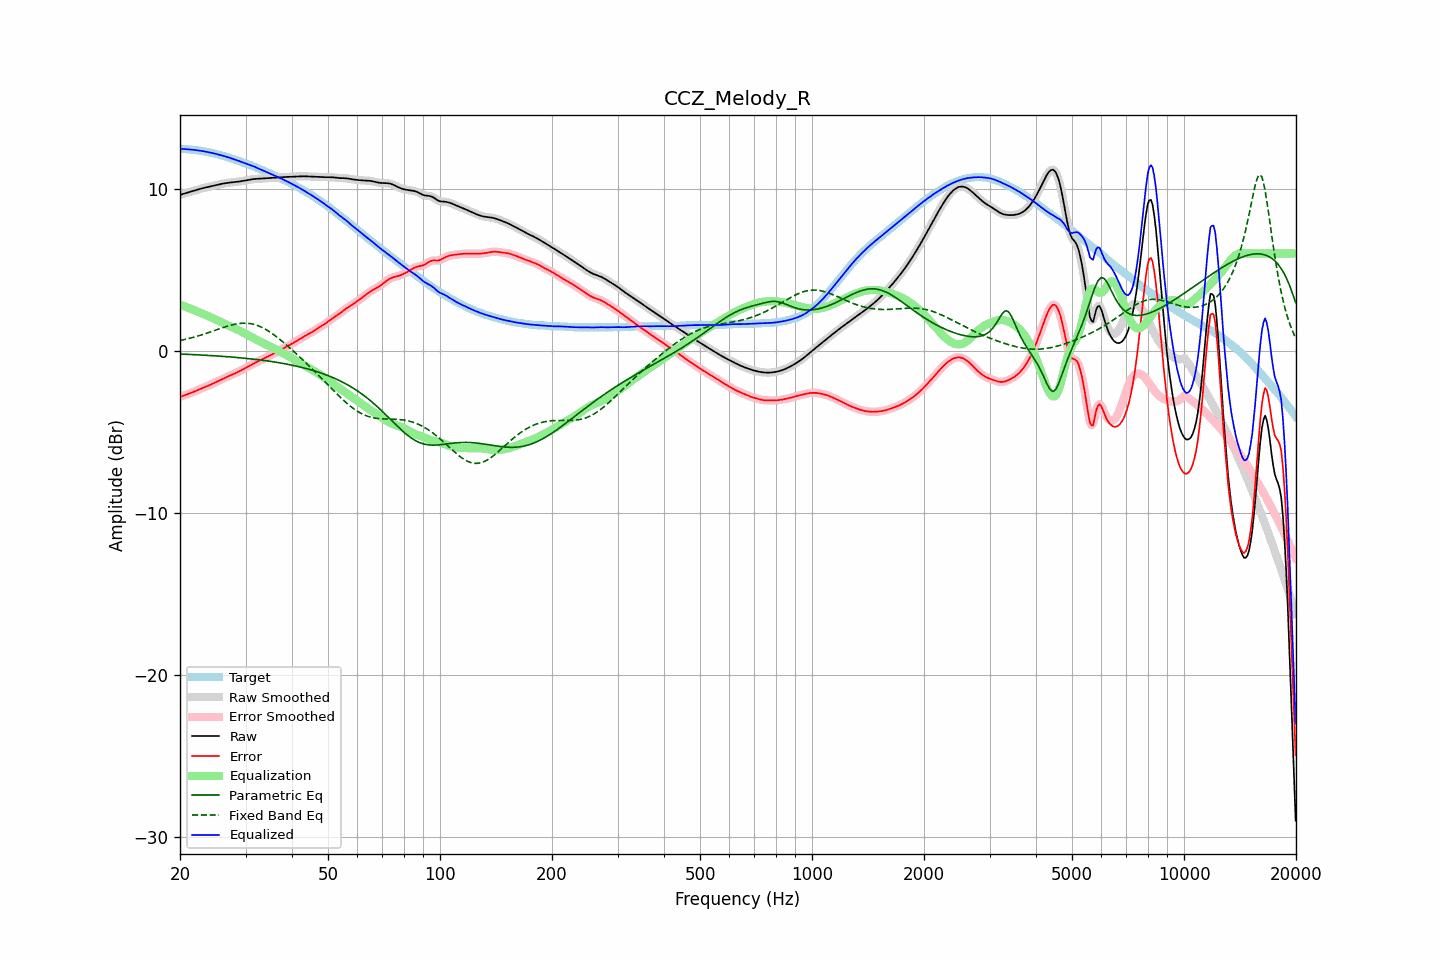 CCZ_Melody_R
Amplitude (dBr)
10
0
−10
−20
−30
Target
Raw Smoothed
Error Smoothed
Raw
Error
Equalization
Parametric Eq
Fixed Band Eq
Equalized
20 50 100 200 500 1000 2000 5000 10000 20000
Frequency (Hz)